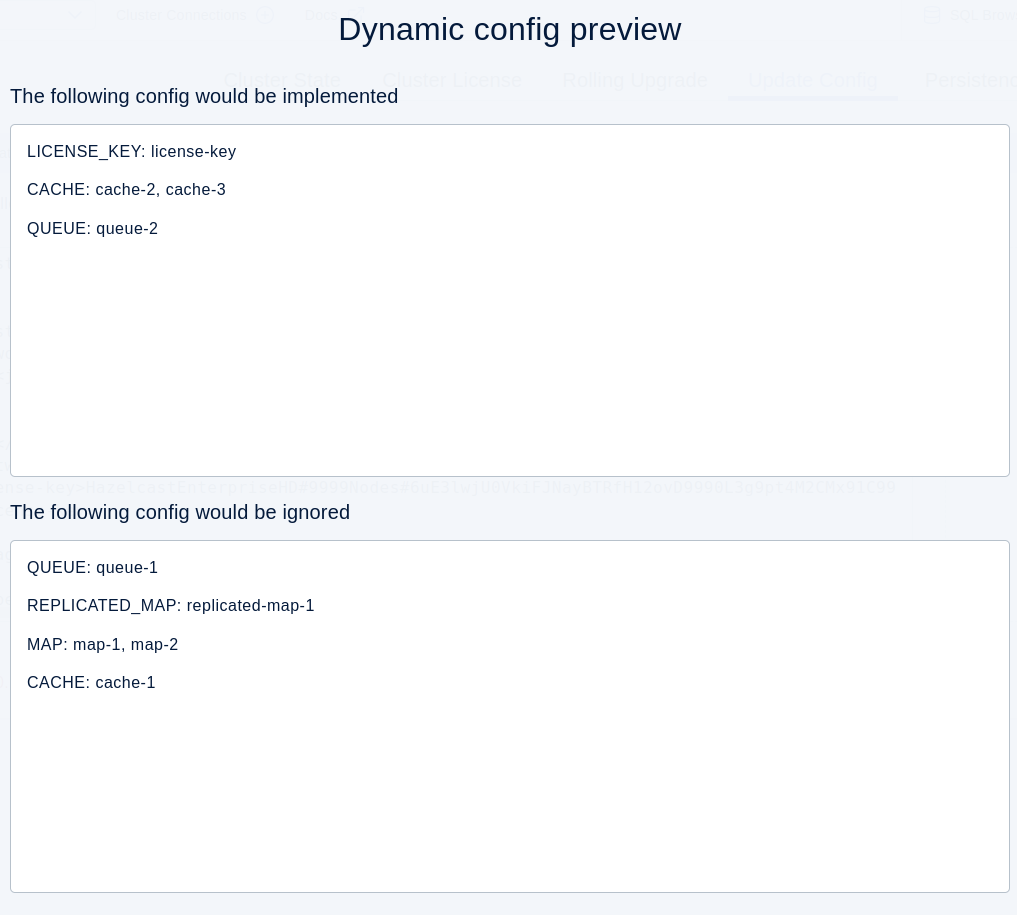 Cluster Connections
Docs
SQL Brow
Dynamic config preview
Cluster State
Cluster License
Rolling Upgrade
Update Config
Persistenc
The following config would be implemented
LICENSE_KEY: license-key
CACHE: cache-2, cache-3
QUEUE: queue-2
The following config would be ignored
QUEUE: queue-1
REPLICATED_MAP: replicated-map-1
MAP: map-1, map-2
CACHE: cache-1